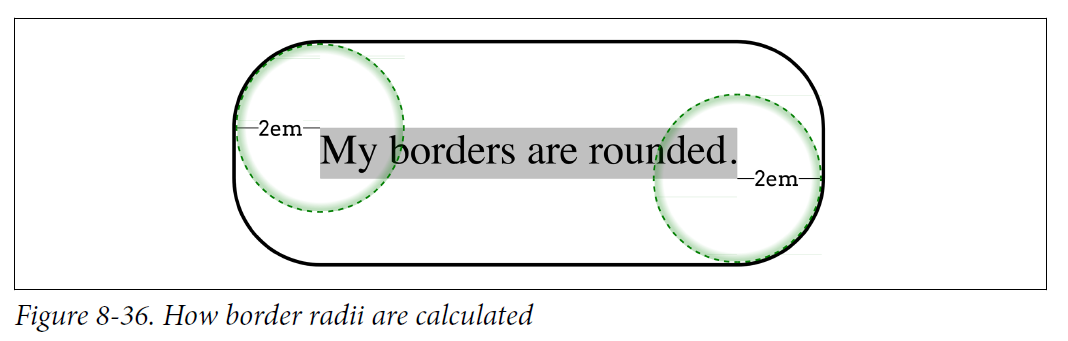 2em
My borders are rounded.
2em
Figure 8-36. How border radii are calculated